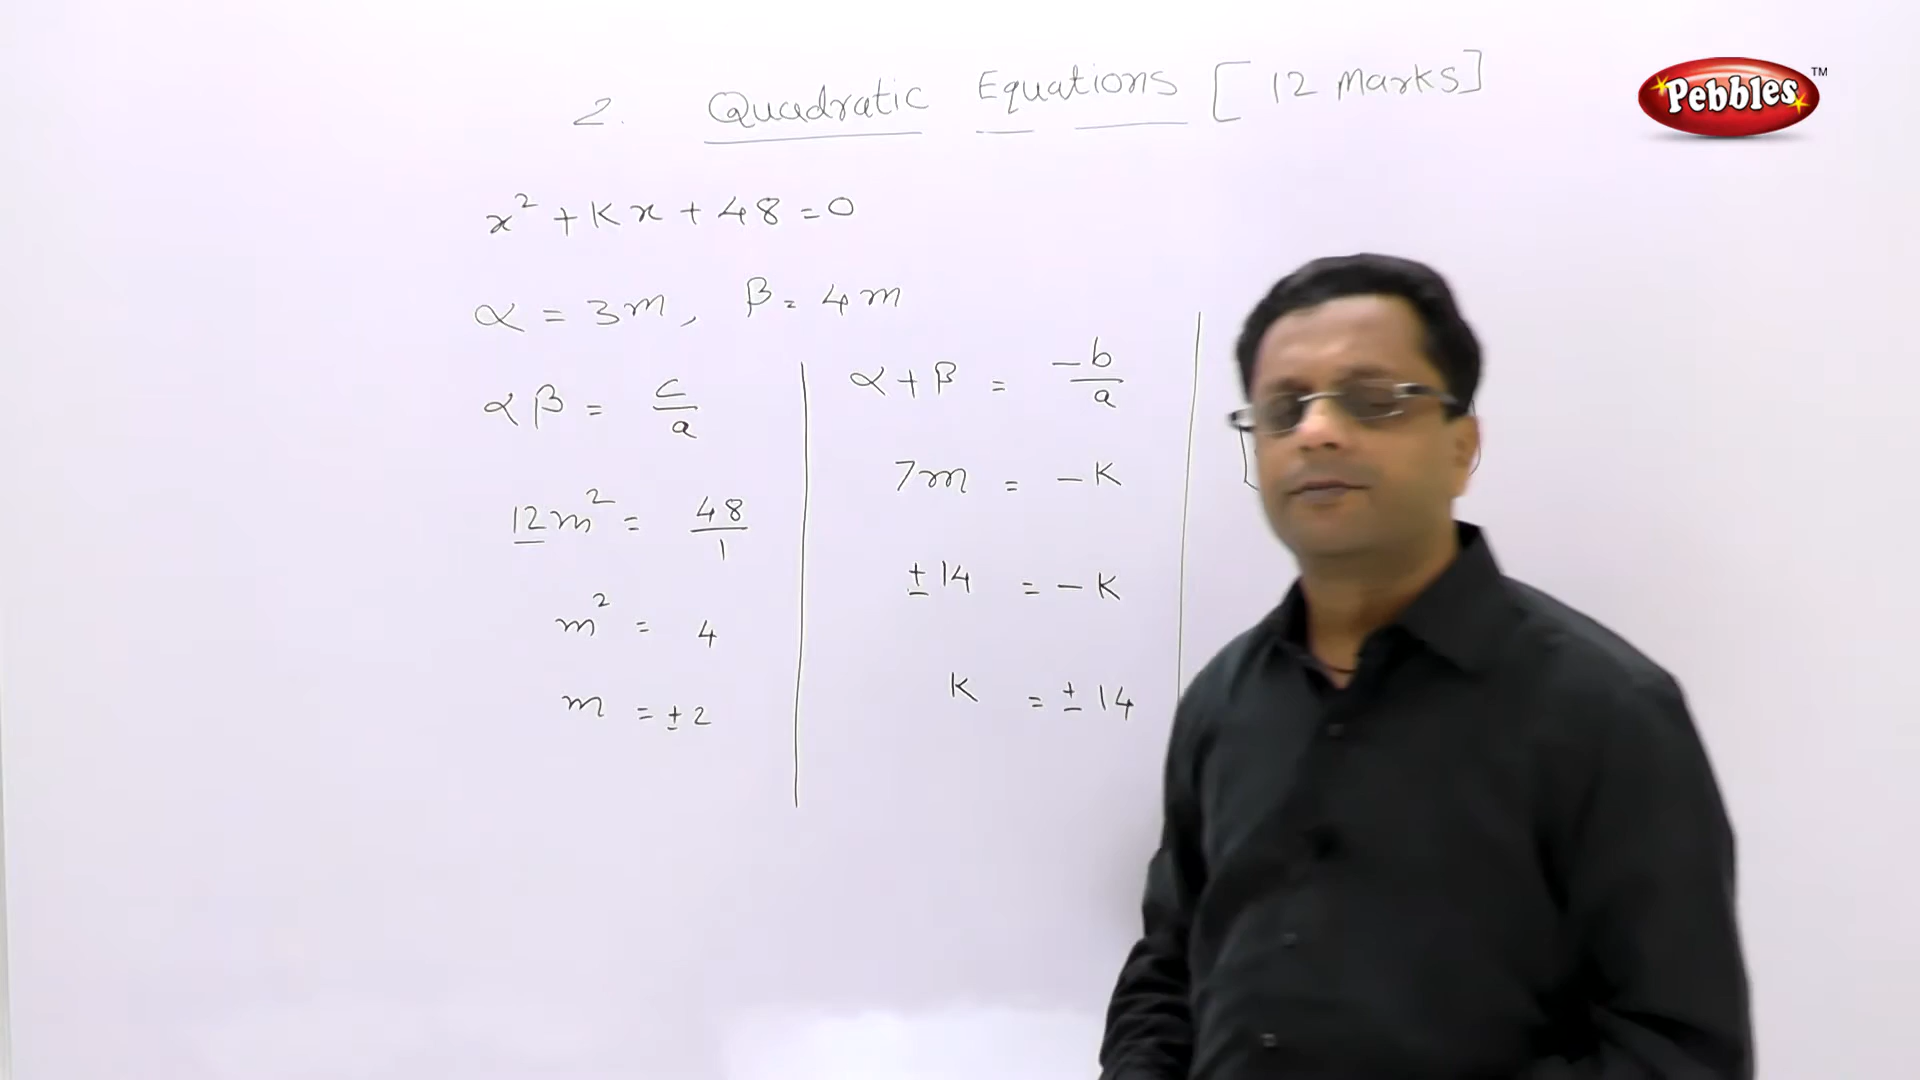 2. Quadratic Equations [12 Marks]
Pebbles™
x² + Kx + 48 = 0
α = 3m, β = 4m
αβ = c/a
12m² = 48/1
m² = 4
m = ± 2
α + β = -b/a
7m = - K
± 14 = - K
K = ± 14